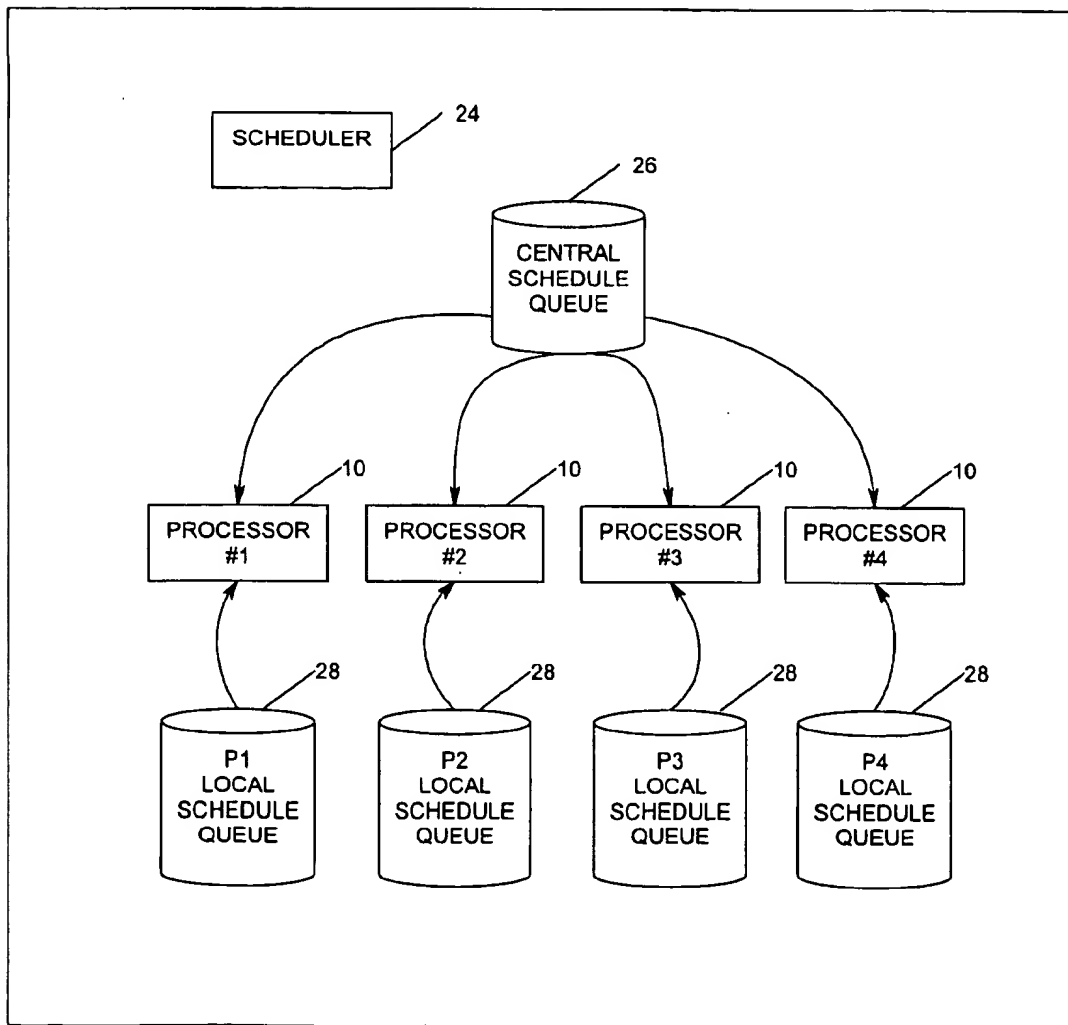 SCHEDULER
24
26
CENTRAL
SCHEDULE
QUEUE
10
10
10
10
PROCESSOR
#1
PROCESSOR
#2
PROCESSOR
#3
PROCESSOR
#4
28
28
28
28
P1
LOCAL
SCHEDULE
QUEUE
P2
LOCAL
SCHEDULE
QUEUE
P3
LOCAL
SCHEDULE
QUEUE
P4
LOCAL
SCHEDULE
QUEUE